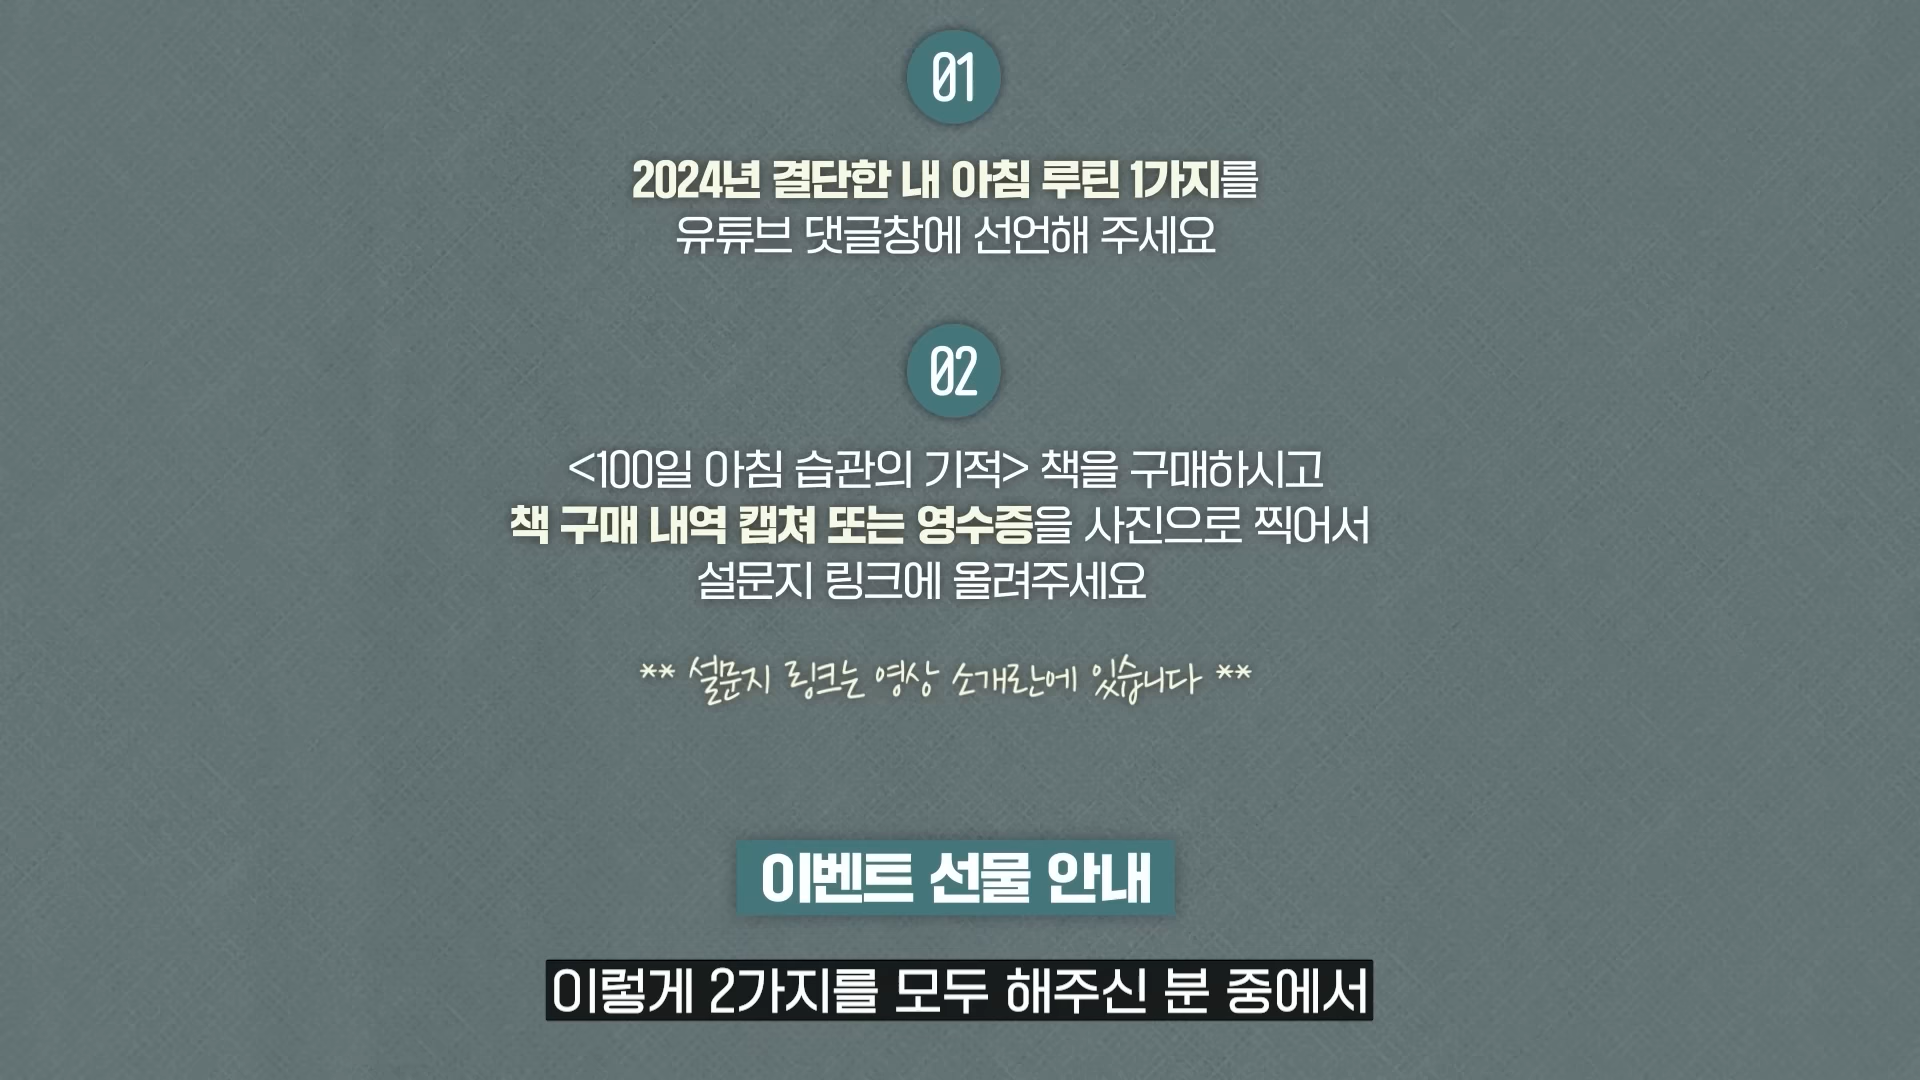 01
2024년 결단한 내 아침 루틴 1가지를
유튜브 댓글창에 선언해 주세요
02
<100일 아침 습관의 기적> 책을 구매하시고
책 구매 내역 캡쳐 또는 영수증을 사진으로 찍어서
설문지 링크에 올려주세요
** 설문지 링크는 영상 소개란에 있습니다 **
이벤트 선물 안내
이렇게 2가지를 모두 해주신 분 중에서